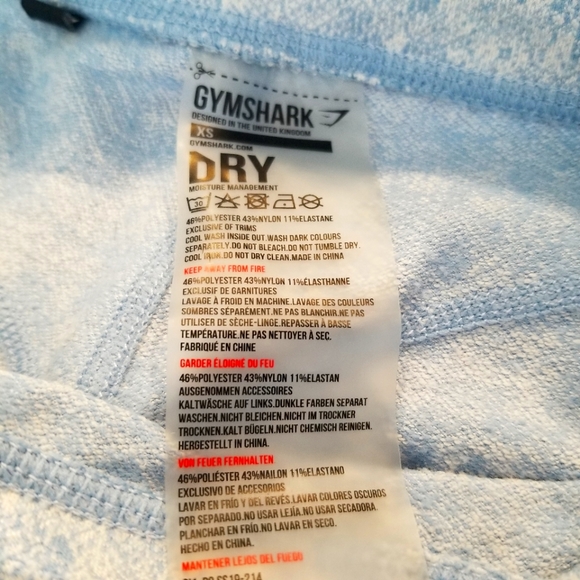 GYMSHARK
DESIGNED IN THE UNITED KINGDOM
XS
GYMSHARK.COM
DRY
MOISTURE MANAGEMENT
30
46%POLYESTER 43%NYLON 11%ELASTANE
EXCLUSIVE OF TRIMS
COOL WASH INSIDE OUT.WASH DARK COLOURS
SEPARATELY.DO NOT BLEACH.DO NOT TUMBLE DRY.
COOL IRON.DO NOT DRY CLEAN.MADE IN CHINA
KEEP AWAY FROM FIRE
46%POLYESTER 43%NYLON 11%ÉLASTHANNE
EXCLUSIF DE GARNITURES
LAVAGE À FROID EN MACHINE.LAVAGE DES COULEURS
SOMBRES SÉPARÉMENT.NE PAS BLANCHIR.NE PAS
UTILISER DE SÈCHE-LINGE.REPASSER À BASSE
TEMPÉRATURE.NE PAS NETTOYER À SEC.
FABRIQUÉ EN CHINE
GARDER ÉLOIGNÉ DU FEU
46%POLYESTER 43%NYLON 11%ELASTAN
AUSGENOMMEN ACCESSOIRES
KALTWÄSCHE AUF LINKS.DUNKLE FARBEN SEPARAT
WASCHEN.NICHT BLEICHEN.NICHT IM TROCKNER
TROCKNEN.KALT BÜGELN.NICHT CHEMISCH REINIGEN.
HERGESTELLT IN CHINA.
VON FEUER FERNHALTEN
46%POLIÉSTER 43%NAILON 11%ELASTANO
EXCLUSIVO DE ACCESORIOS
LAVAR EN FRÍO Y DEL REVÉS.LAVAR COLORES OSCUROS
POR SEPARADO.NO USAR LEJÍA.NO USAR SECADORA.
PLANCHAR EN FRÍO.NO LAVAR EN SECO.
HECHO EN CHINA.
MANTENER LEJOS DEL FUEGO